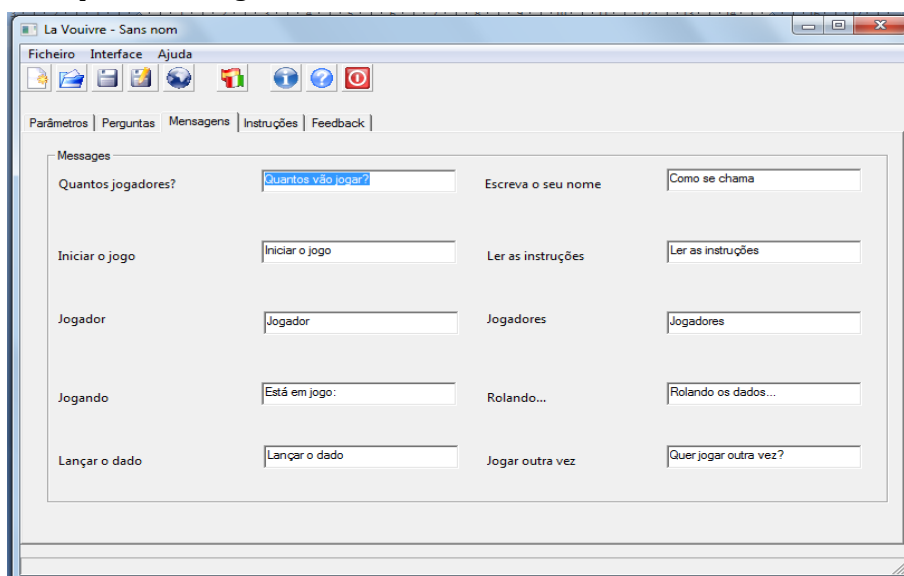 La Vouivre - Sans nom
Ficheiro Interface Ajuda
Parâmetros Perguntas Mensagens Instruções Feedback
Messages
Quantos jogadores? Quantos vão jogar? Escreva o seu nome Como se chama
Iniciar o jogo Iniciar o jogo Ler as instruções Ler as instruções
Jogador Jogador Jogadores Jogadores
Jogando Está em jogo: Rolando... Rolando os dados...
Lançar o dado Lançar o dado Jogar outra vez Quer jogar outra vez?